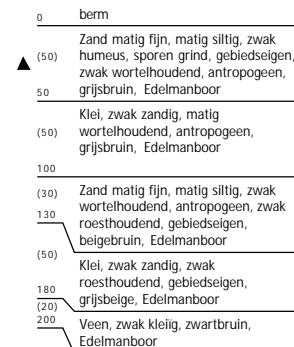 0 berm
Zand matig fijn, matig siltig, zwak
(50) humeus, sporen grind, gebiedseigen,
zwak wortelhoudend, antropogeen,
50 grijsbruin, Edelmanboor
Klei, zwak zandig, matig
(50) wortelhoudend, antropogeen,
grijsbruin, Edelmanboor
100
(30) Zand matig fijn, matig siltig, zwak
wortelhoudend, antropogeen, zwak
130 roesthoudend, gebiedseigen,
beigebruin, Edelmanboor
(50)
Klei, zwak zandig, zwak
roesthoudend, gebiedseigen,
180 grijsbeige, Edelmanboor
(20)
200 Veen, zwak kleiïg, zwartbruin,
Edelmanboor